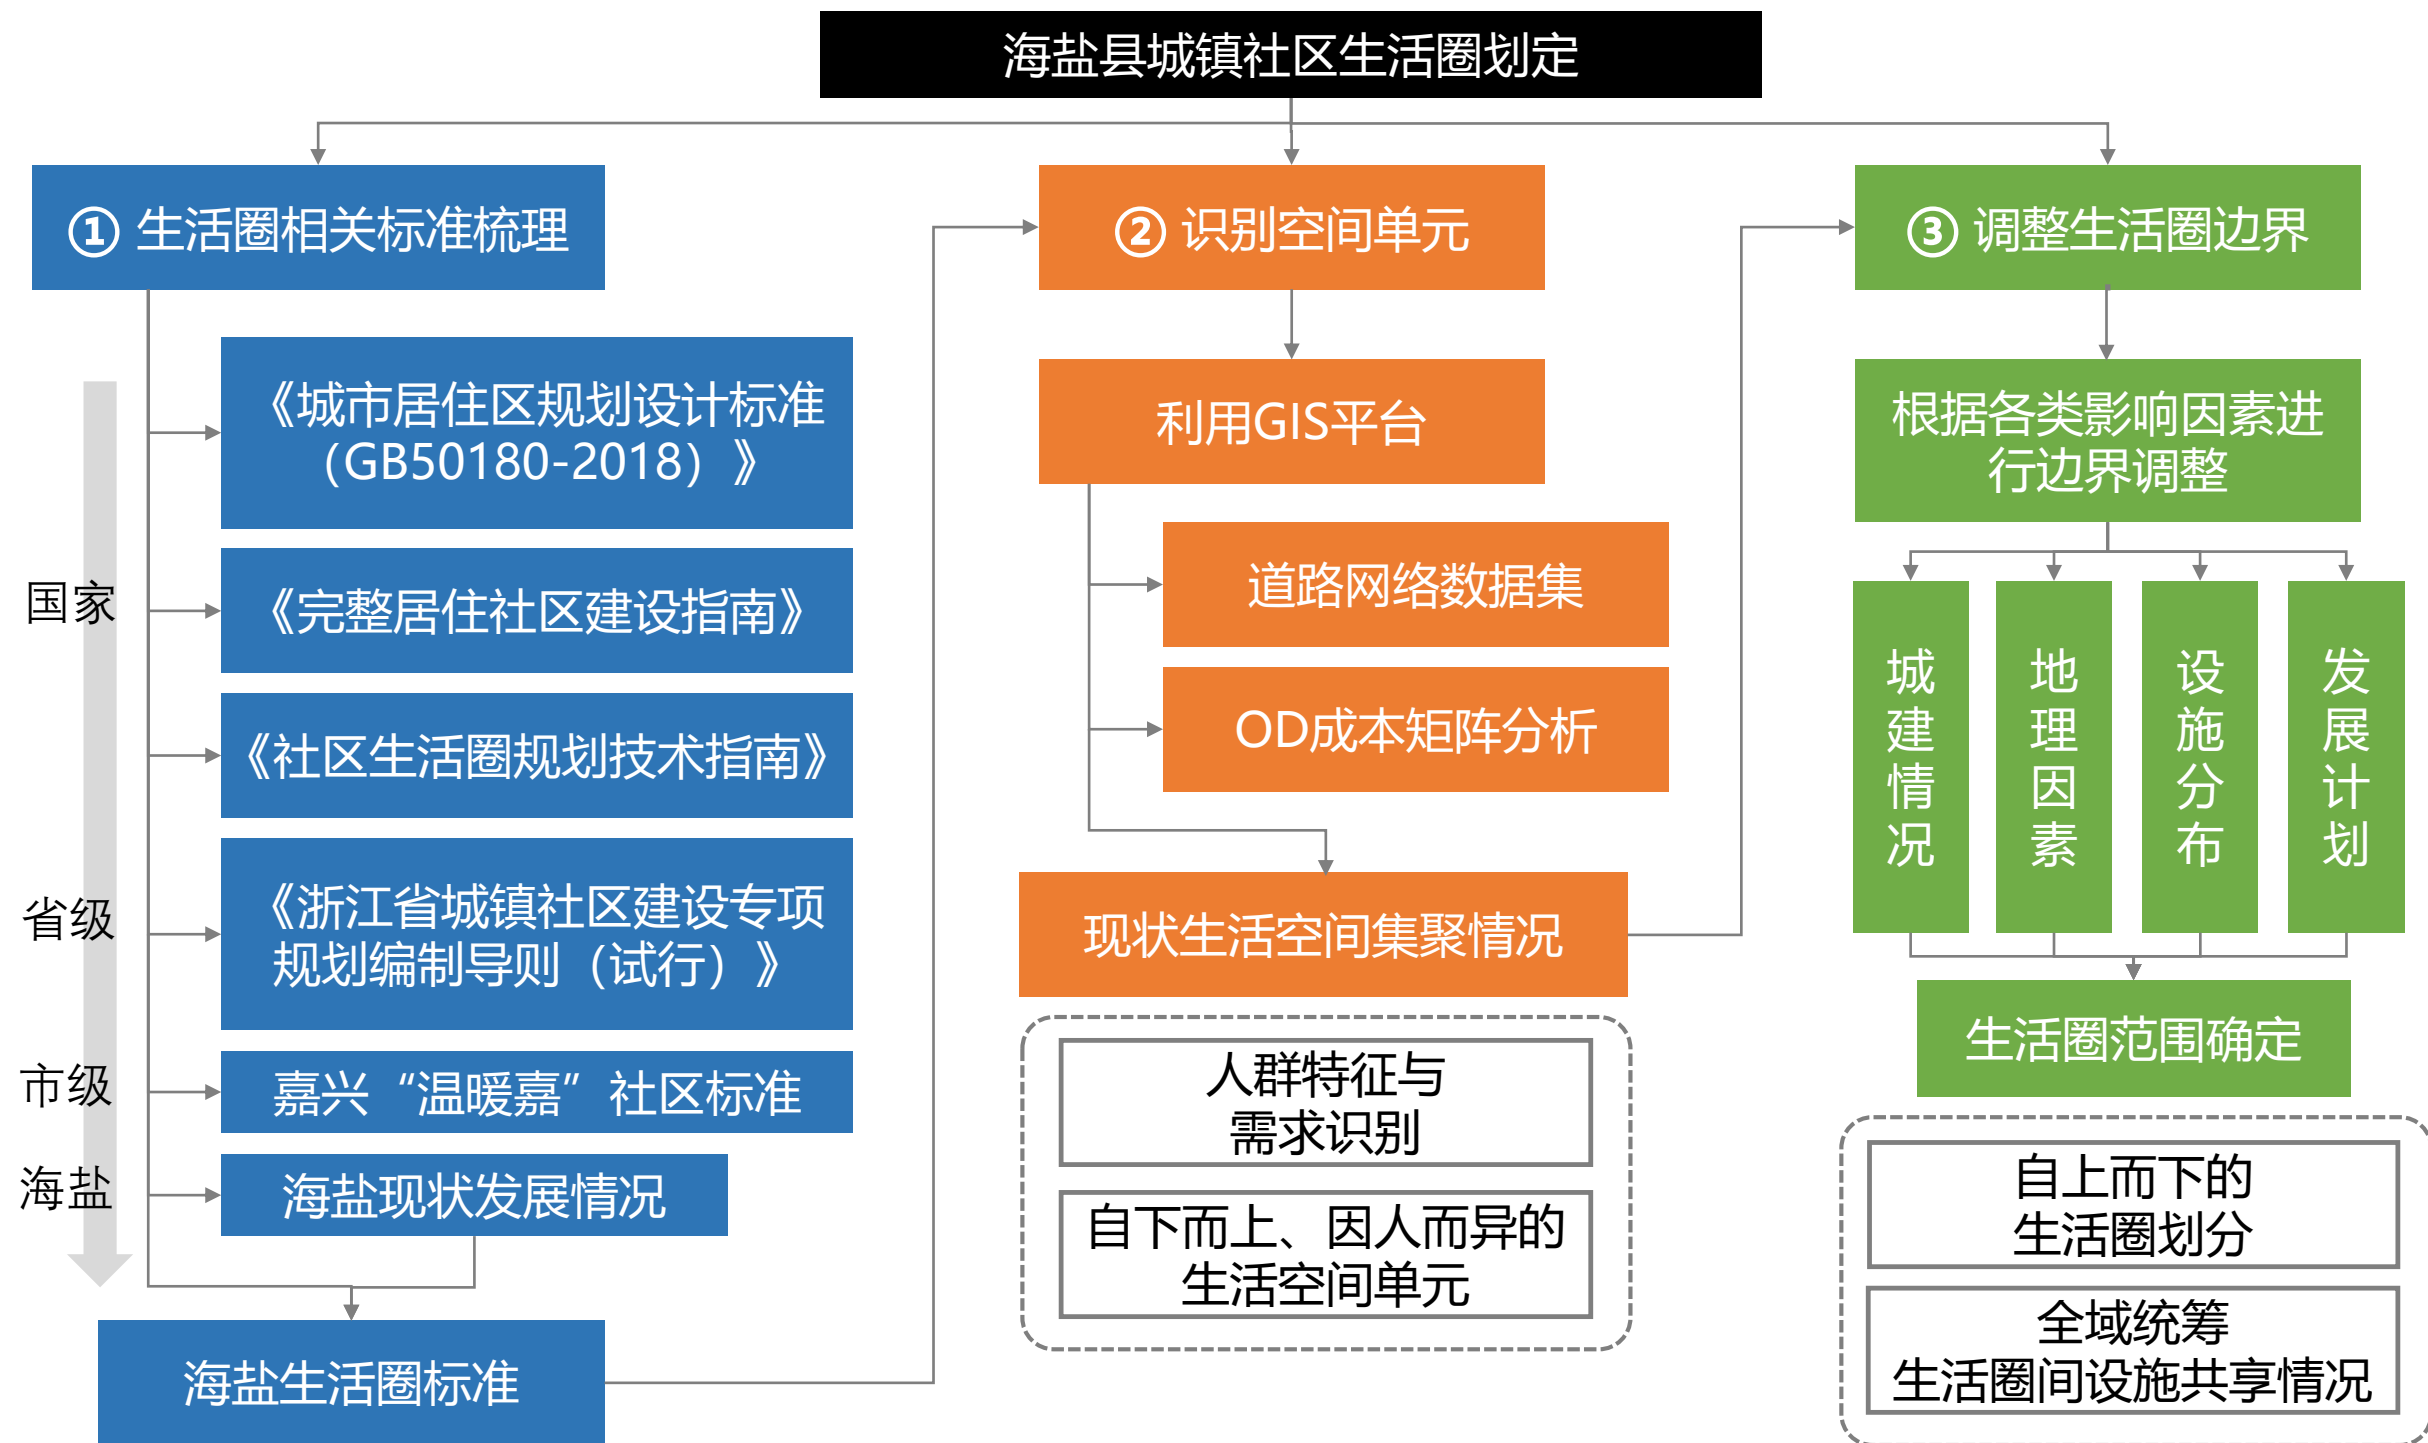 海盐县城镇社区生活圈划定
① 生活圈相关标准梳理
《城市居住区规划设计标准
（GB50180-2018）》
国家
《完整居住社区建设指南》
《社区生活圈规划技术指南》
省级
《浙江省城镇社区建设专项
规划编制导则（试行）》
市级
嘉兴“温暖嘉”社区标准
海盐
海盐现状发展情况
海盐生活圈标准
② 识别空间单元
利用GIS平台
道路网络数据集
OD成本矩阵分析
现状生活空间集聚情况
人群特征与
需求识别
自下而上、因人而异的
生活空间单元
③ 调整生活圈边界
根据各类影响因素进
行边界调整
城建情况
地理因素
设施分布
发展计划
生活圈范围确定
自上而下的
生活圈划分
全域统筹
生活圈间设施共享情况